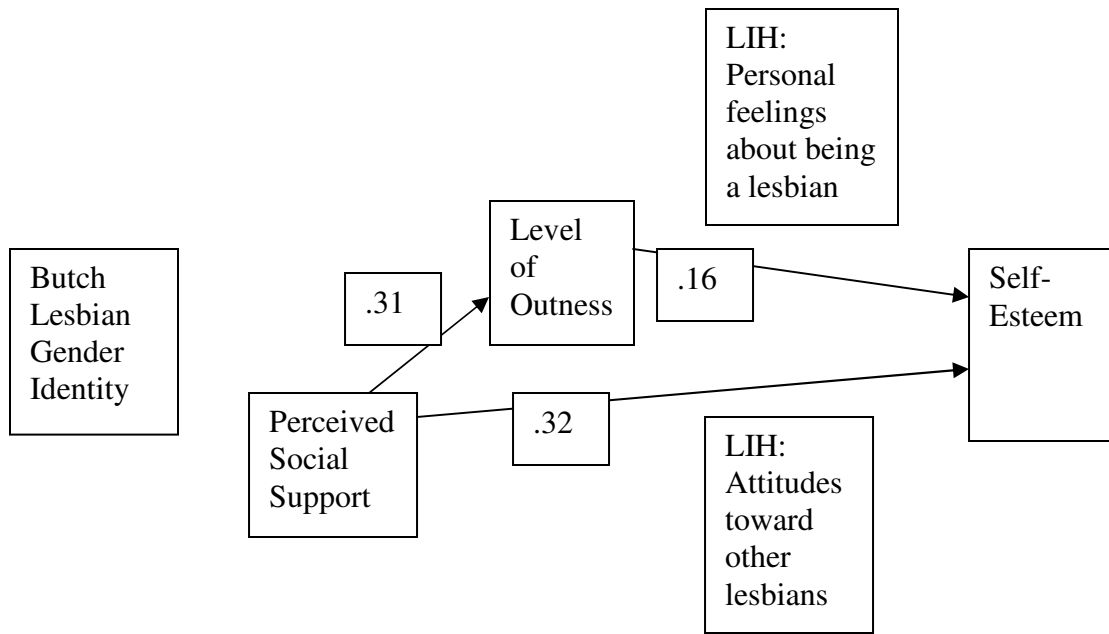 LIH:
Personal
feelings
about being
a lesbian
Level
of
Outness
Butch
Lesbian
Gender
Identity
.31
.16
Self-
Esteem
Perceived
Social
Support
.32
LIH:
Attitudes
toward
other
lesbians